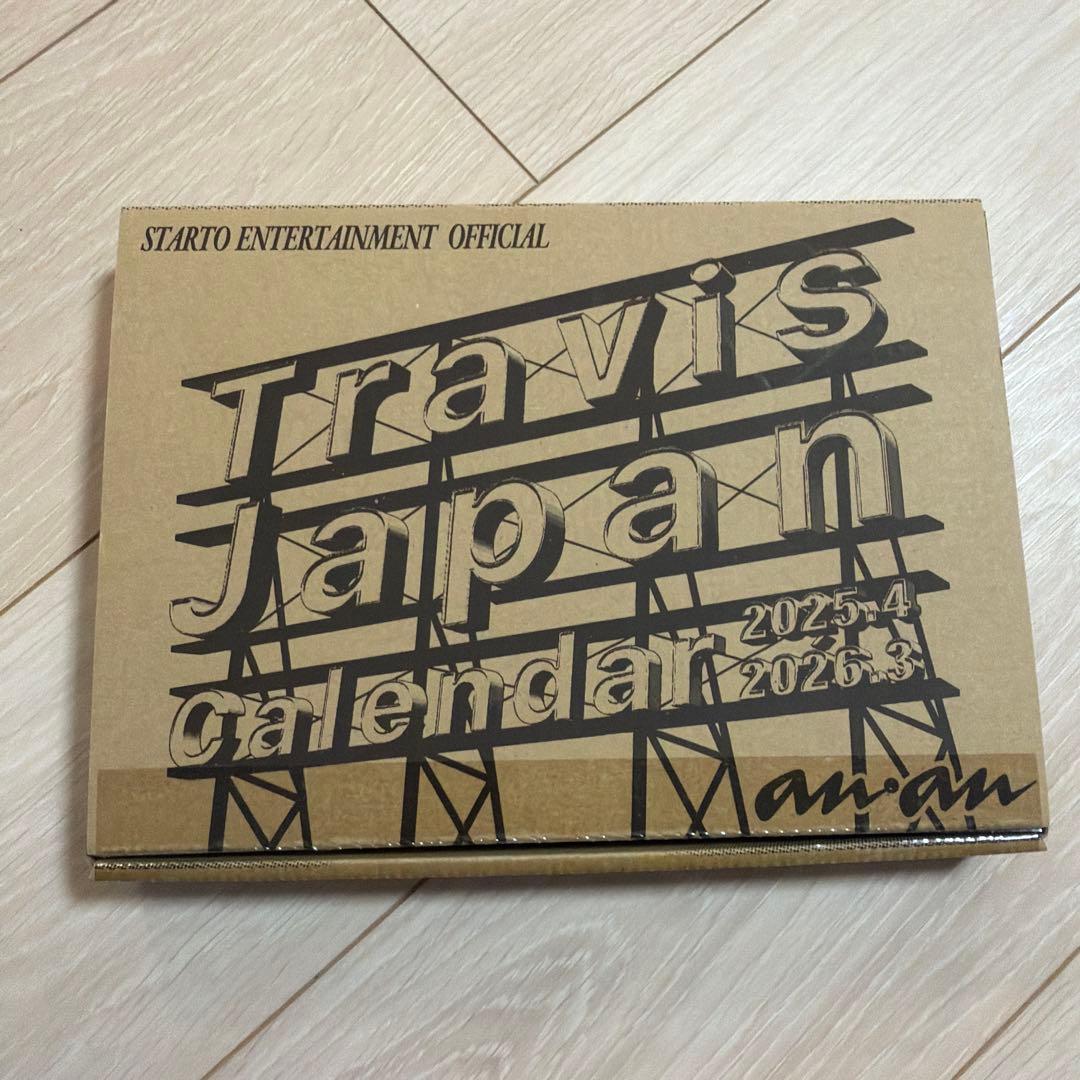 STARTO ENTERTAINMENT OFFICIAL
Travis
Japan
Calendar
2025.4
2026.3
an·an